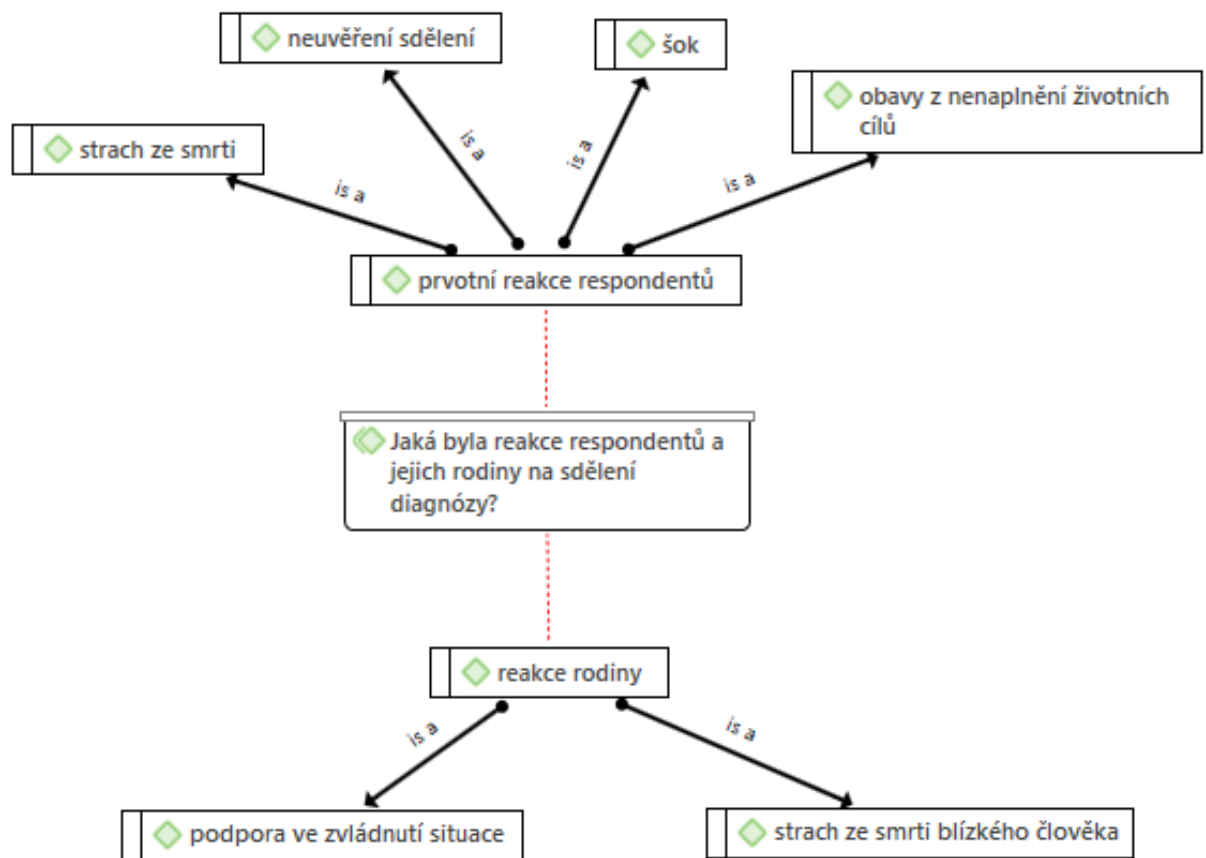 neuvěření sdělení
šok
obavy z nenaplnění životních
cílů
strach ze smrti
is a
is a
is a
is a
prvotní reakce respondentů
Jaká byla reakce respondentů a
jejich rodiny na sdělení
diagnózy?
reakce rodiny
is a
is a
podpora ve zvládnutí situace
strach ze smrti blízkého člověka